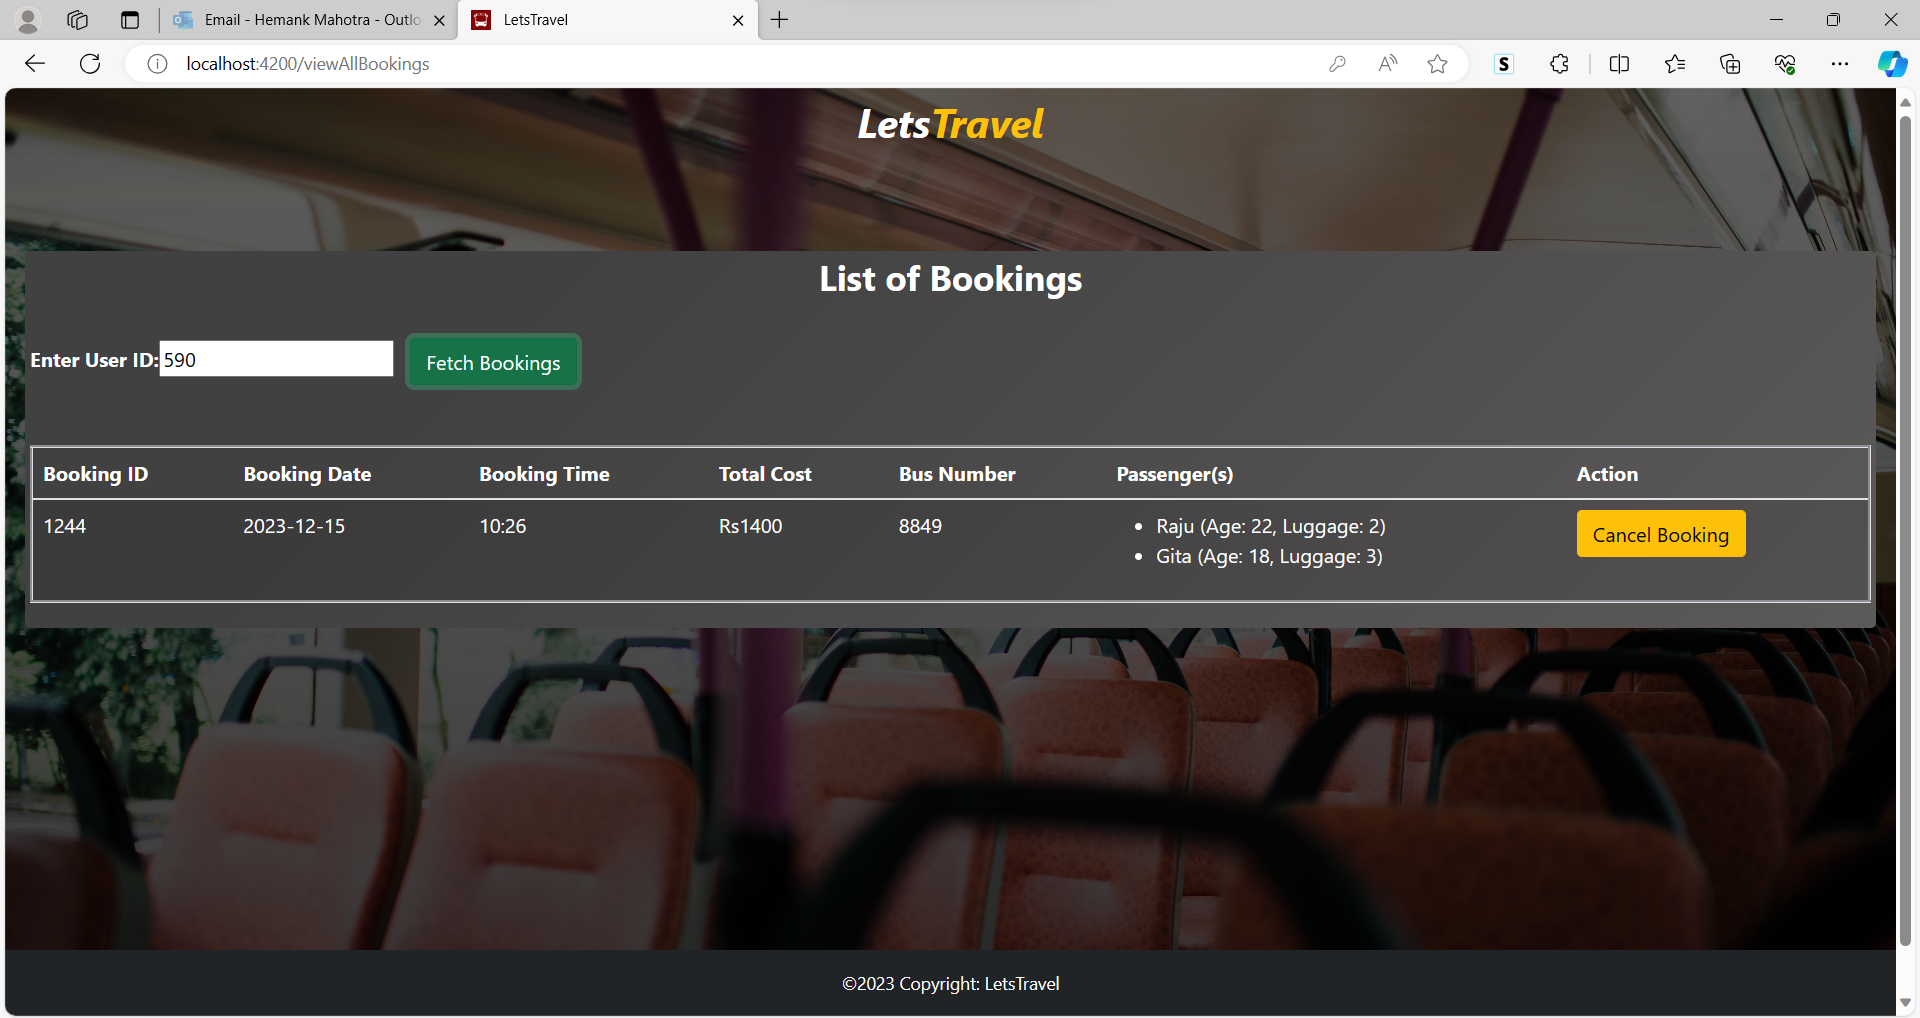 Email - Hemank Mahotra - Outlo
LetsTravel
localhost:4200/viewAllBookings
LetsTravel
List of Bookings
Enter User ID: 590 Fetch Bookings
Booking ID Booking Date Booking Time Total Cost Bus Number Passenger(s) Action
1244 2023-12-15 10:26 Rs1400 8849 Raju (Age: 22, Luggage: 2) Cancel Booking
Gita (Age: 18, Luggage: 3)
©2023 Copyright: LetsTravel